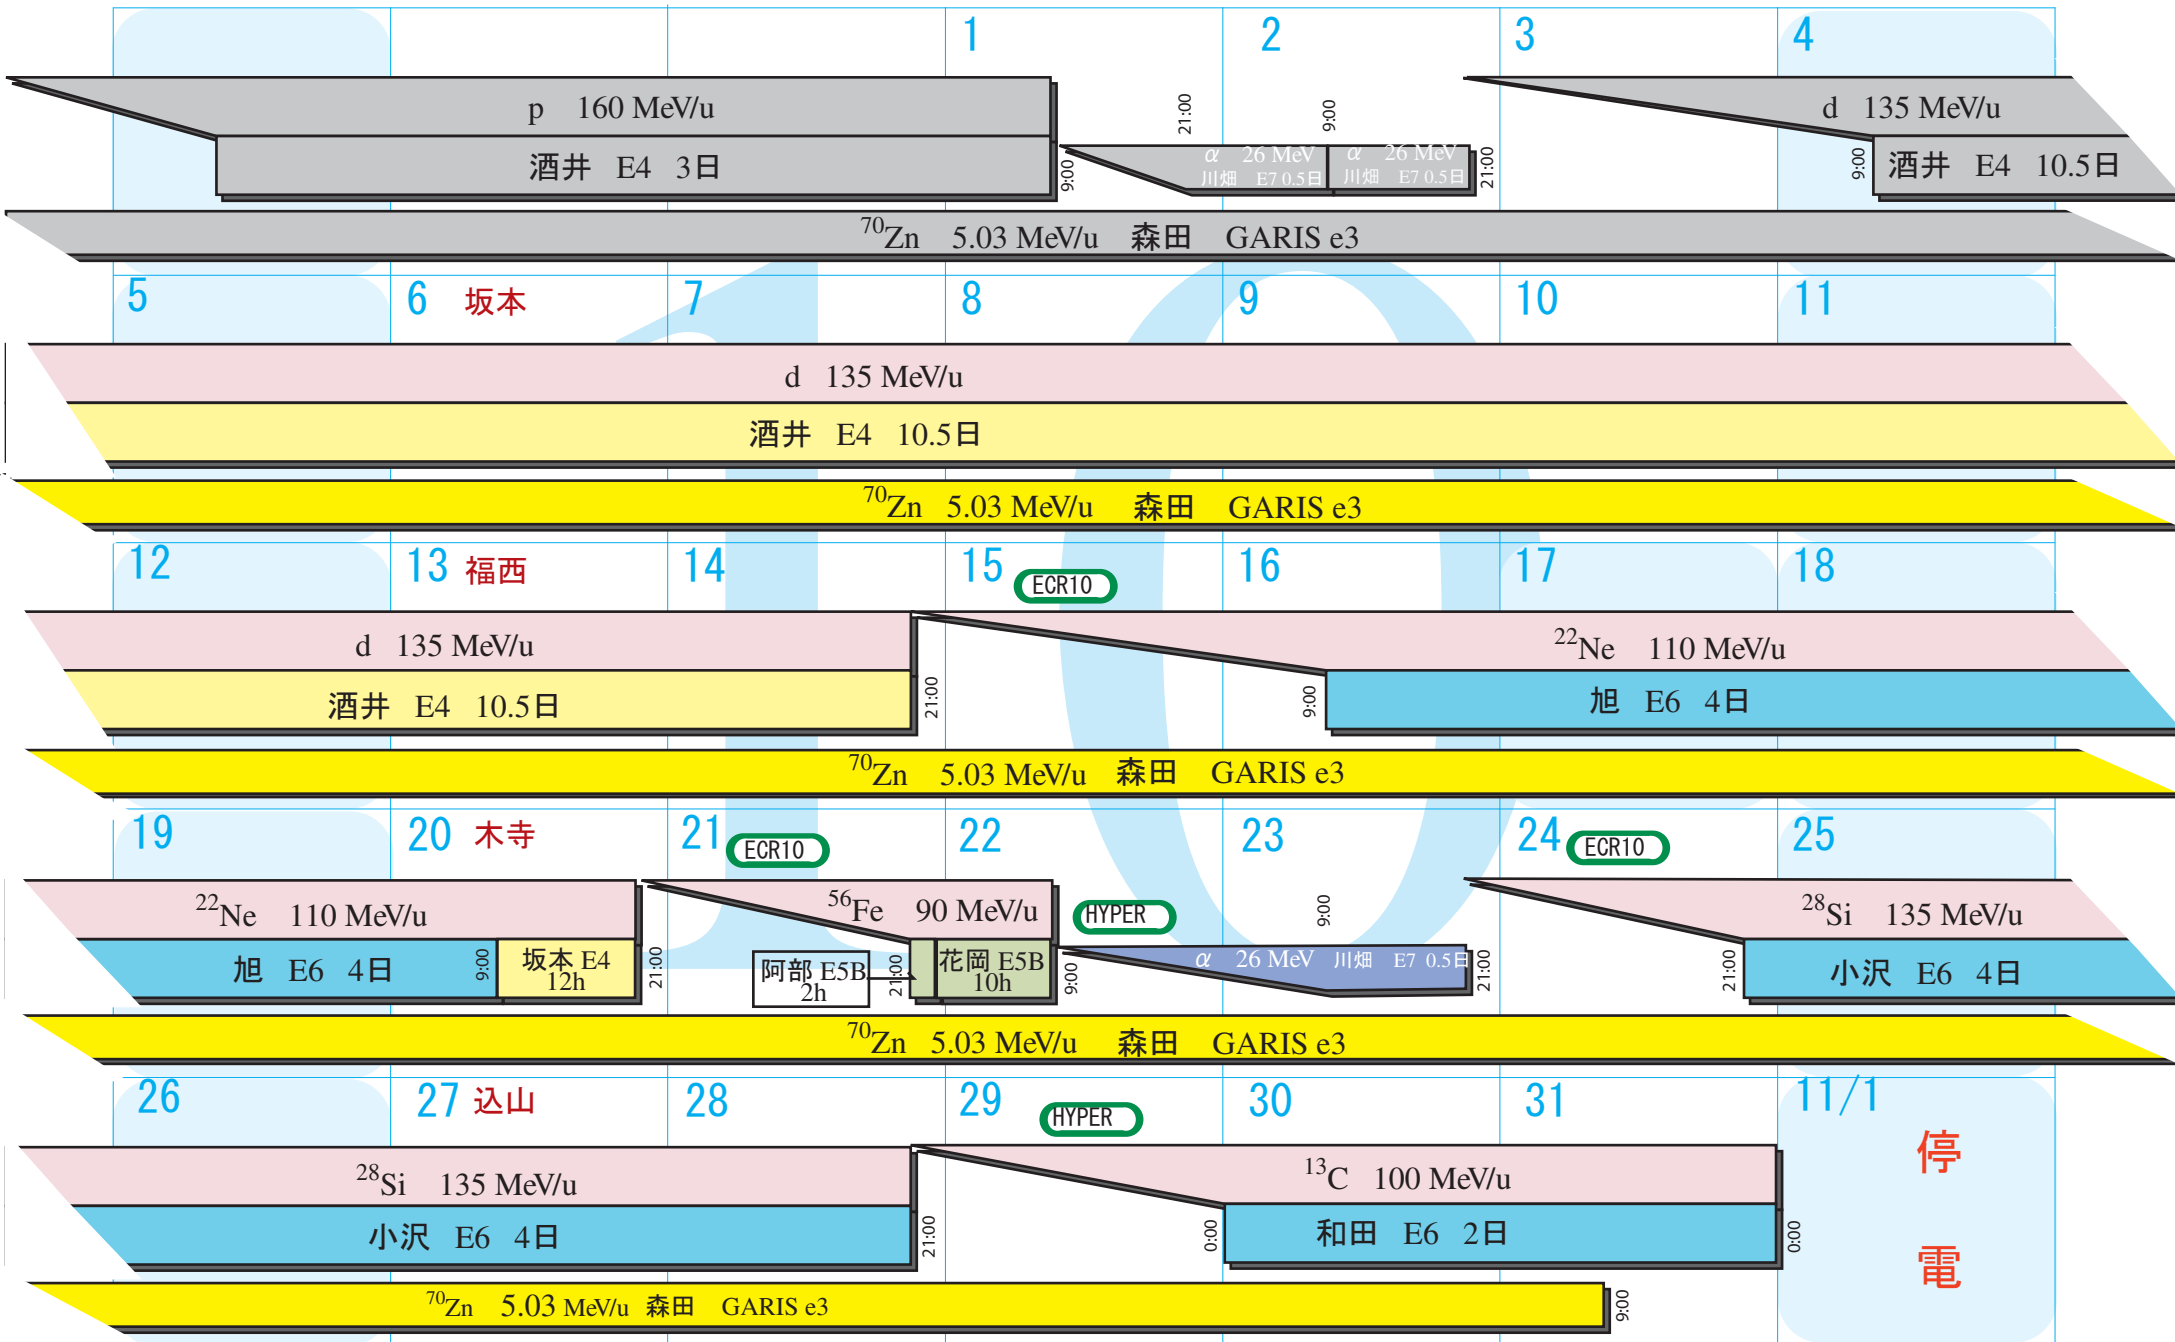 1 2 3 4
p 160 MeV/u
酒井 E4 3日
9:00
21:00
9:00
α 26 MeV
川畑 E7 0.5日
α 26 MeV
川畑 E7 0.5日
21:00
d 135 MeV/u
9:00
酒井 E4 10.5日
70Zn 5.03 MeV/u 森田 GARIS e3
10
5 6 坂本 7 8 9 10 11
d 135 MeV/u
酒井 E4 10.5日
70Zn 5.03 MeV/u 森田 GARIS e3
12 13 福西 14 15 ECR10 16 17 18
d 135 MeV/u
酒井 E4 10.5日
21:00
22Ne 110 MeV/u
9:00
旭 E6 4日
70Zn 5.03 MeV/u 森田 GARIS e3
19 20 木寺 21 ECR10 22 23 24 ECR10 25
22Ne 110 MeV/u
旭 E6 4日
9:00
坂本 E4
12h
21:00
56Fe 90 MeV/u
阿部 E5B
2h
21:00
花岡 E5B
10h
9:00
HYPER
9:00
α 26 MeV 川畑 E7 0.5日
21:00
28Si 135 MeV/u
21:00
小沢 E6 4日
70Zn 5.03 MeV/u 森田 GARIS e3
26 27 込山 28 29 HYPER 30 31 11/1
28Si 135 MeV/u
小沢 E6 4日
21:00
13C 100 MeV/u
0:00
和田 E6 2日
0:00
停
電
70Zn 5.03 MeV/u 森田 GARIS e3
9:00